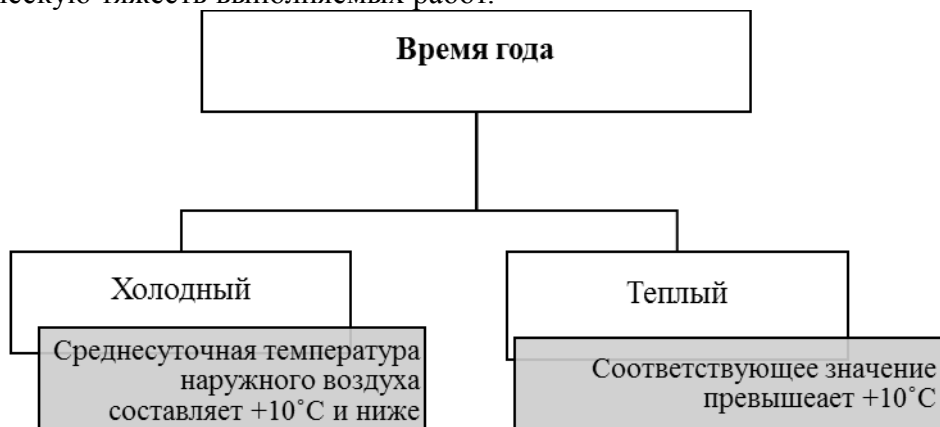 тяжесть выполняемых работ.
Время года
Холодный
Теплый
Среднесуточная температура
наружного воздуха
составляет +10˚С и ниже
Соответствующее значение
превышеает +10˚С